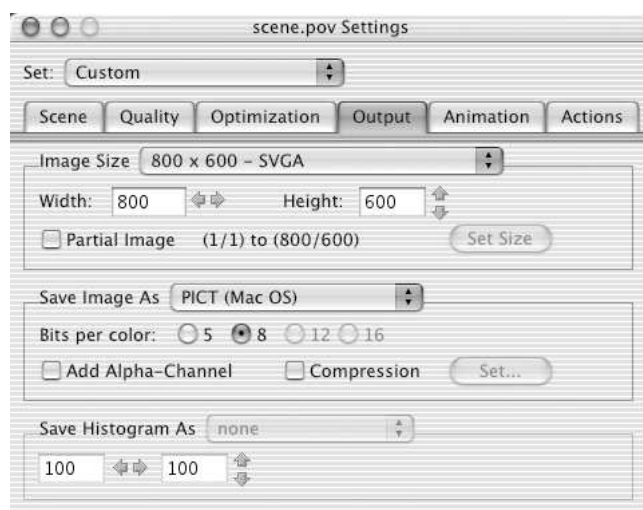 scene.pov Settings
Set: Custom
Scene Quality Optimization Output Animation Actions
Image Size 800 x 600 – SVGA
Width: 800 Height: 600
Partial Image (1/1) to (800/600) Set Size
Save Image As PICT (Mac OS)
Bits per color: 5 8 12 16
Add Alpha-Channel Compression Set...
Save Histogram As none
100 100